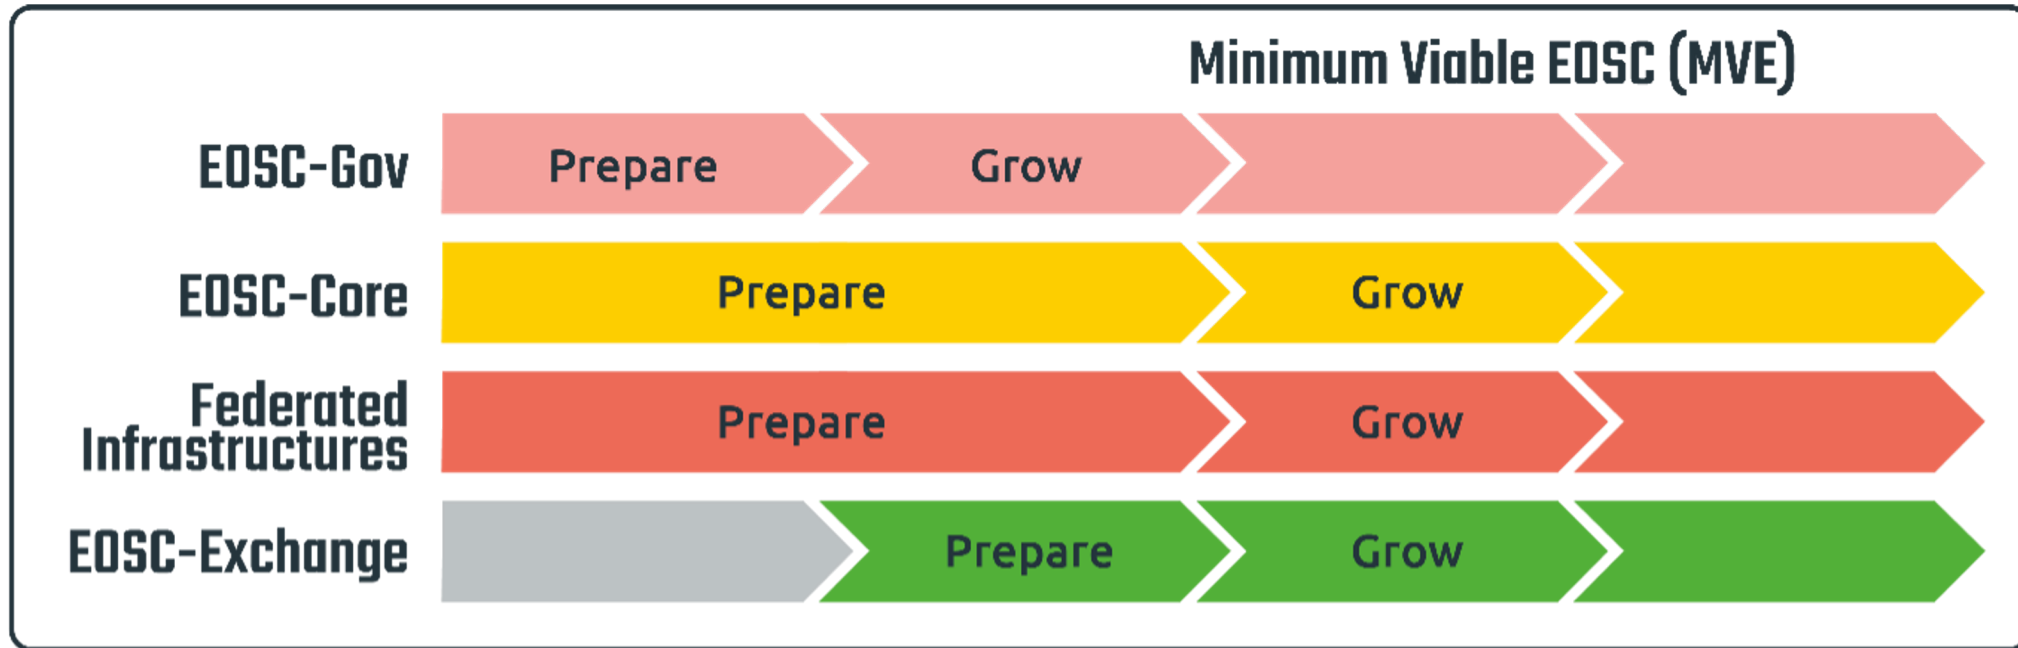 Minimum Viable EOSC (MVE)
EOSC-Gov
Prepare
Grow
EOSC-Core
Prepare
Grow
Federated
Infrastructures
Prepare
Grow
EOSC-Exchange
Prepare
Grow